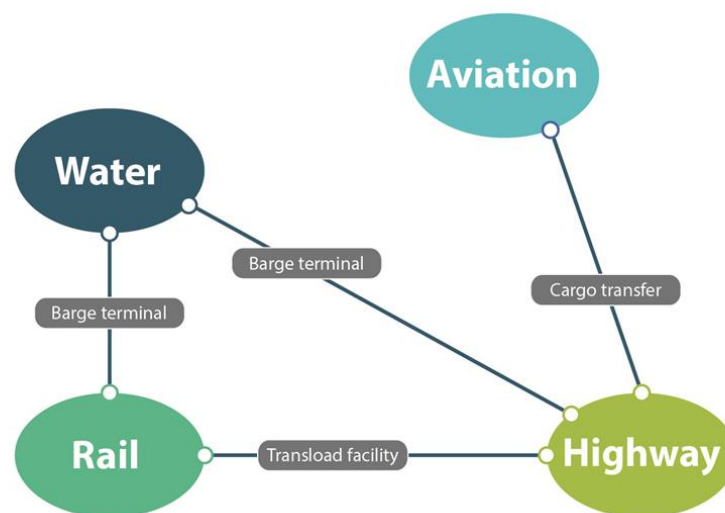 Aviation
Water
Barge terminal
Cargo transfer
Barge terminal
Rail
Transload facility
Highway